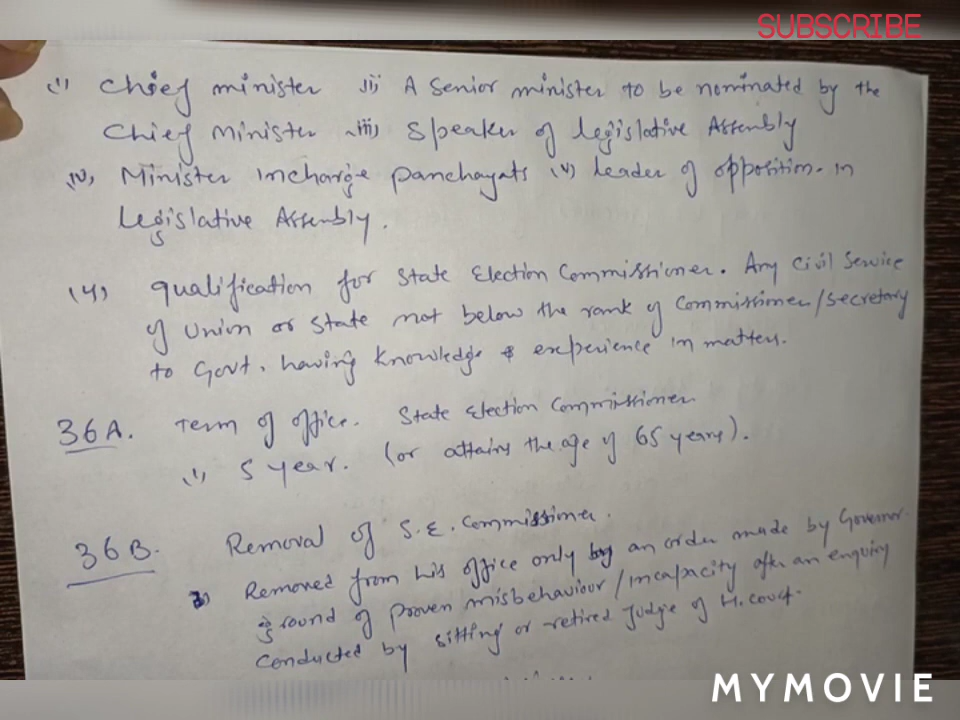 SUBSCRIBE
(i) Chief minister (ii) A Senior minister to be nominated by the
Chief Minister (iii) Speaker of legislative Assembly
(iv) Minister incharge Panchayats (v) leader of opposition in
legislative Assembly.
(4) qualification for State Election Commissioner. Any Civil Service
of Union or State not below the rank of Commissioner/Secretary
to Govt. having knowledge & experience in matters.
36A. Term of office. State Election Commissioner
(1) 5 year. (or attains the age of 65 years).
36B. Removal of S.E. Commissioner.
Removed from his office only by an order made by Governor
ground of proven misbehaviour/incapacity after an enquiry
conducted by sitting or retired Judge of H. Court.
MYMOVIE